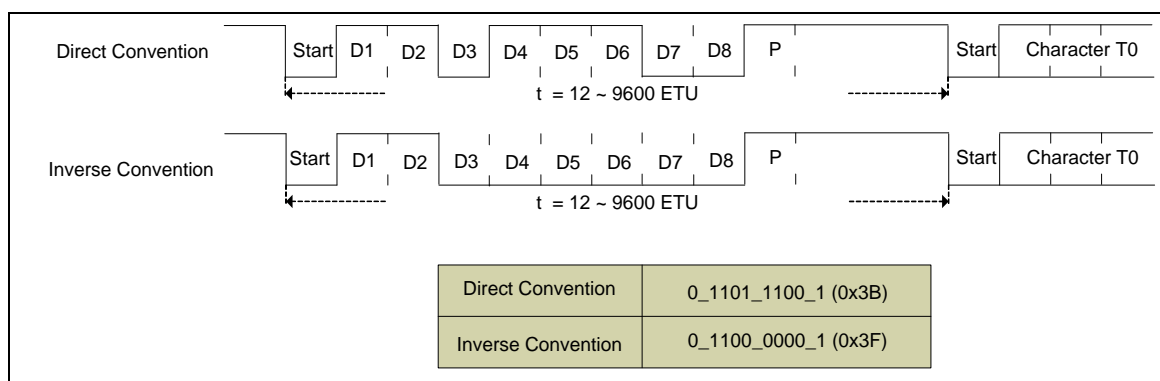 Direct Convention Start D1 D2 D3 D4 D5 D6 D7 D8 P Start Character T0
t = 12 ~ 9600 ETU
Inverse Convention Start D1 D2 D3 D4 D5 D6 D7 D8 P Start Character T0
t = 12 ~ 9600 ETU
Direct Convention 0_1101_1100_1 (0x3B)
Inverse Convention 0_1100_0000_1 (0x3F)